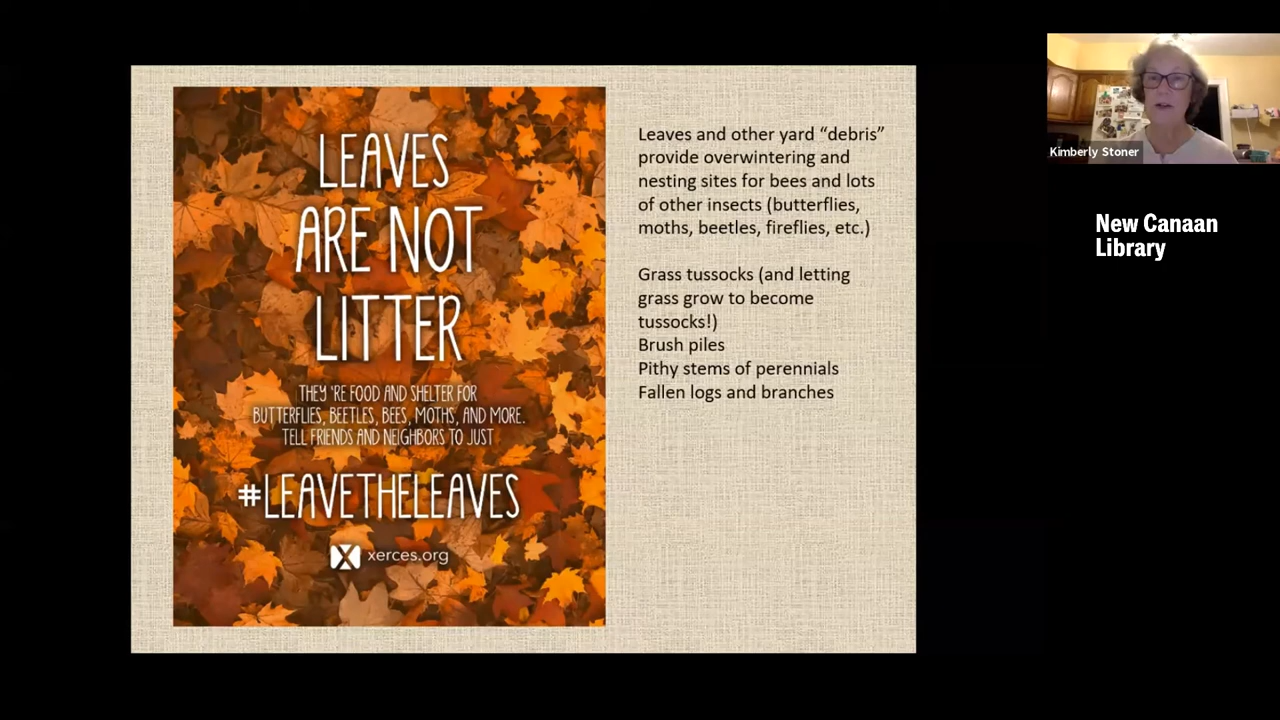 LEAVES
ARE NOT
LITTER
THEY 'RE FOOD AND SHELTER FOR
BUTTERFLIES, BEETLES, BEES, MOTHS, AND MORE.
TELL FRIENDS AND NEIGHBORS TO JUST
#LEAVETHELEAVES
xerces.org
Leaves and other yard “debris”
provide overwintering and
nesting sites for bees and lots
of other insects (butterflies,
moths, beetles, fireflies, etc.)
Grass tussocks (and letting
grass grow to become
tussocks!)
Brush piles
Pithy stems of perennials
Fallen logs and branches
Kimberly Stoner
New Canaan
Library